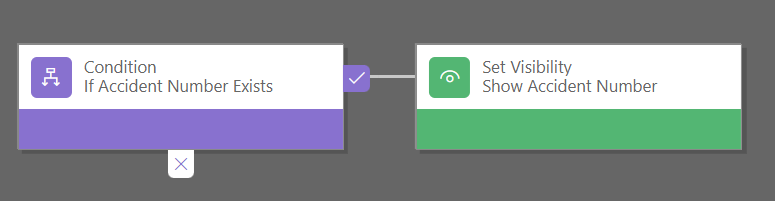 Condition
If Accident Number Exists
Set Visibility
Show Accident Number